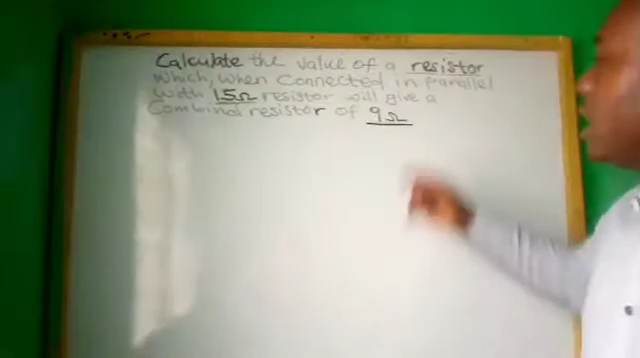 Calculate the value of a resistor
which, when connected in parallel
with 15Ω resistor will give a
Combined resistor of 9Ω